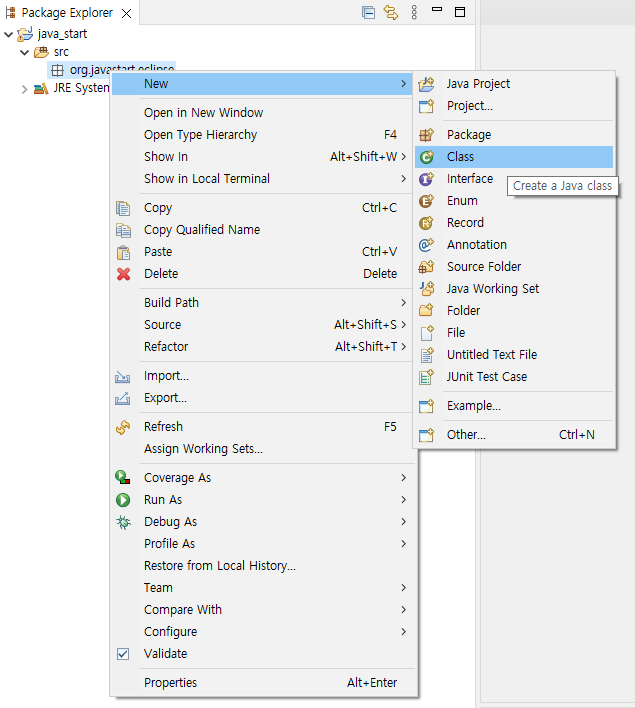 Package Explorer
java_start
src
org.javastart.eclipse
JRE System
New
Open in New Window
Open Type Hierarchy F4
Show In Alt+Shift+W
Show in Local Terminal
Copy Ctrl+C
Copy Qualified Name
Paste Ctrl+V
Delete Delete
Build Path
Source Alt+Shift+S
Refactor Alt+Shift+T
Import...
Export...
Refresh F5
Assign Working Sets...
Coverage As
Run As
Debug As
Profile As
Restore from Local History...
Team
Compare With
Configure
Validate
Properties Alt+Enter
Java Project
Project...
Package
Class
Interface
Create a Java class
Enum
Record
Annotation
Source Folder
Java Working Set
Folder
File
Untitled Text File
JUnit Test Case
Example...
Other... Ctrl+N